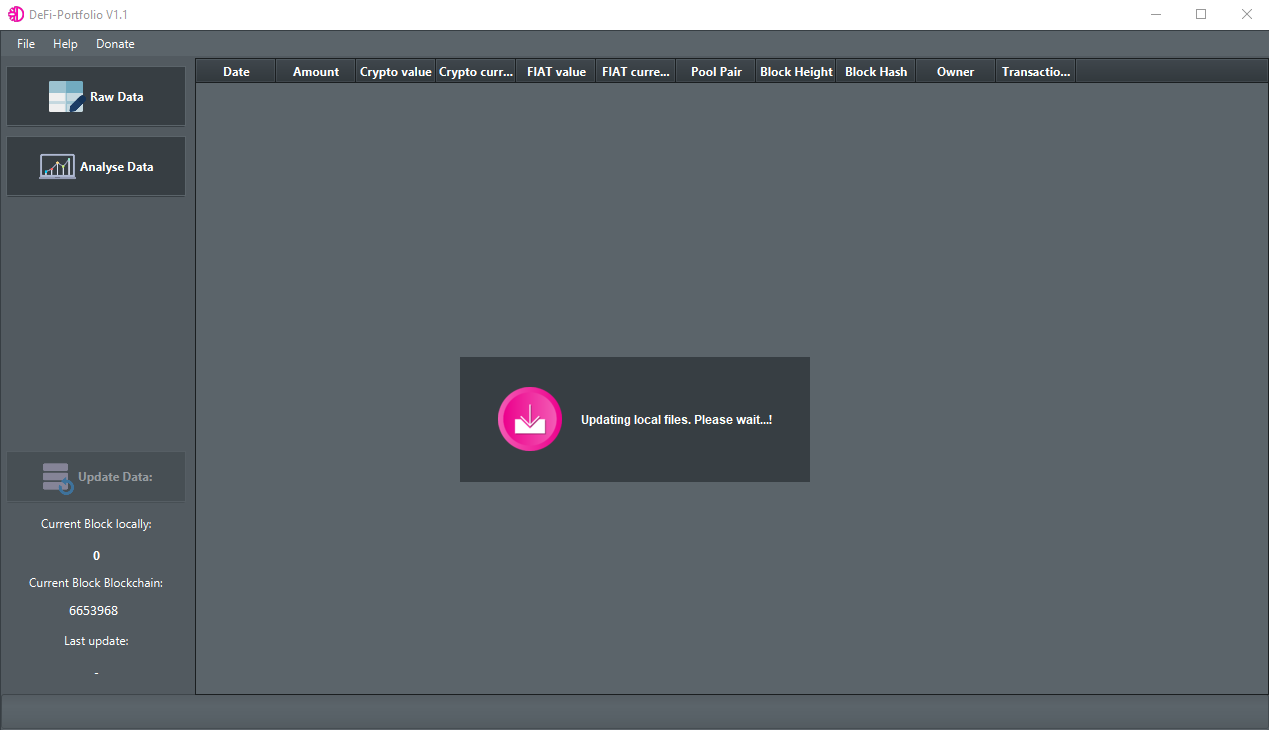 DeFi-Portfolio V1.1
File Help Donate
Raw Data
Analyse Data
Date Amount Crypto value Crypto curr... FIAT value FIAT curre... Pool Pair Block Height Block Hash Owner Transactio...
Updating local files. Please wait...!
Update Data:
Current Block locally:
0
Current Block Blockchain:
6653968
Last update:
-